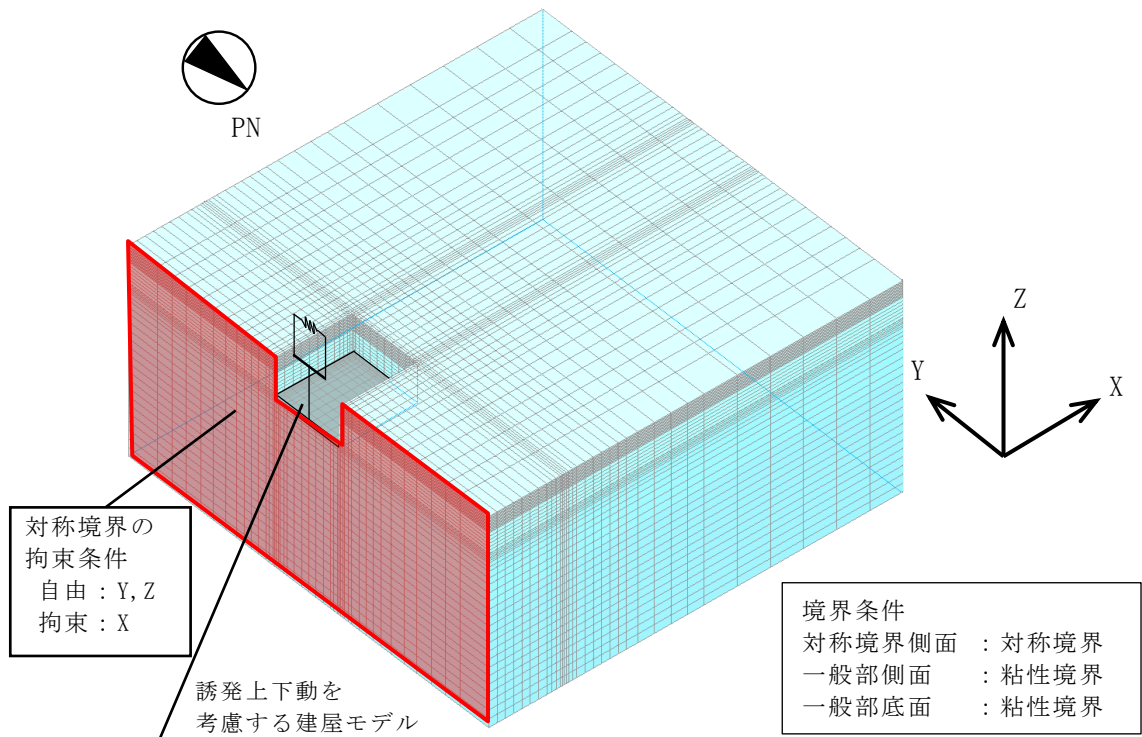 PN
Z
Y
X
対称境界の
拘束条件
自由：Y,Z
拘束：X
誘発上下動を
考慮する建屋モデル
境界条件
対称境界側面 ：対称境界
一般部側面 ：粘性境界
一般部底面 ：粘性境界